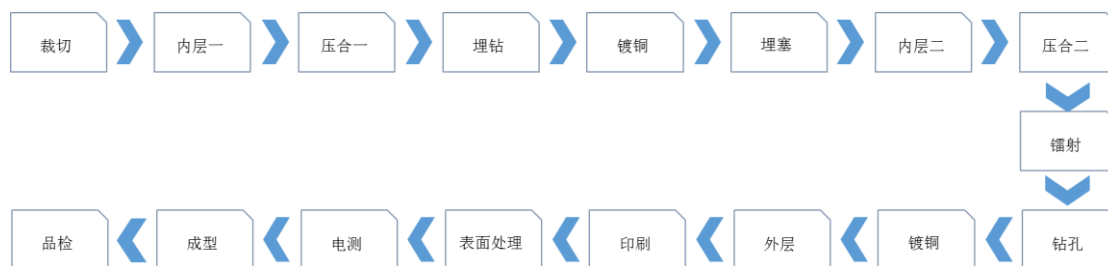 裁切
内层一
压合一
埋钻
镀铜
埋塞
内层二
压合二
镭射
钻孔
镀铜
外层
印刷
表面处理
电测
成型
品检